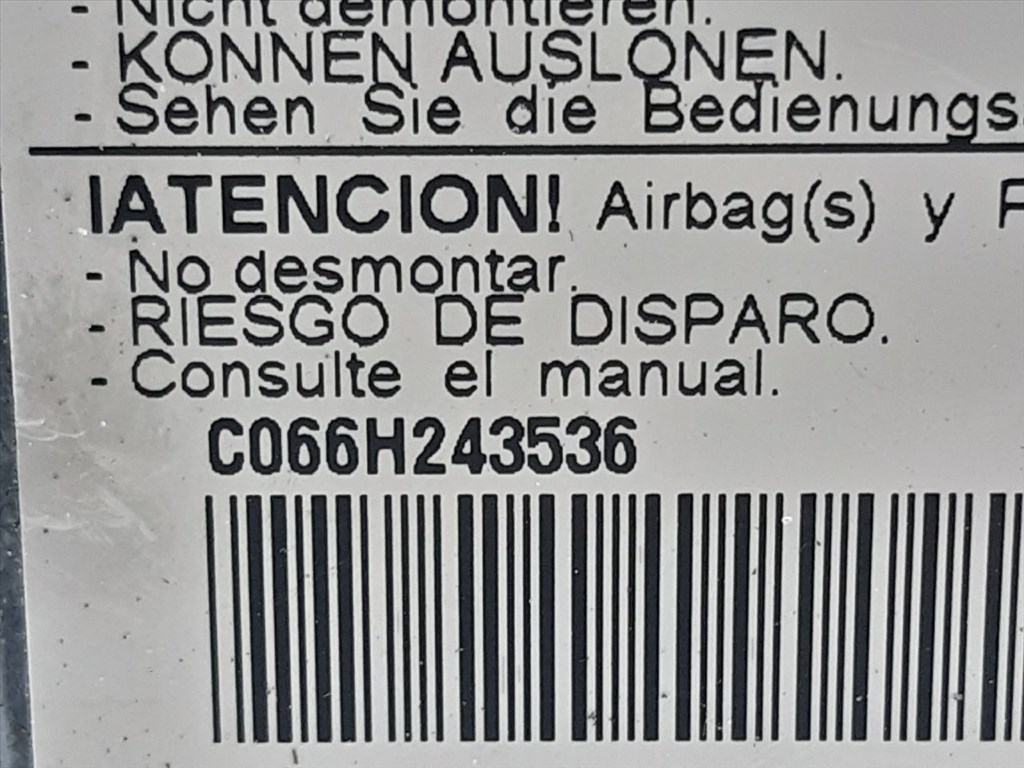 - Nicht demontieren.
- KONNEN AUSLONEN.
- Sehen Sie die Bedienungs
¡ATENCION! Airbag(s) y
- No desmontar.
- RIESGO DE DISPARO.
- Consulte el manual.
C066H243536